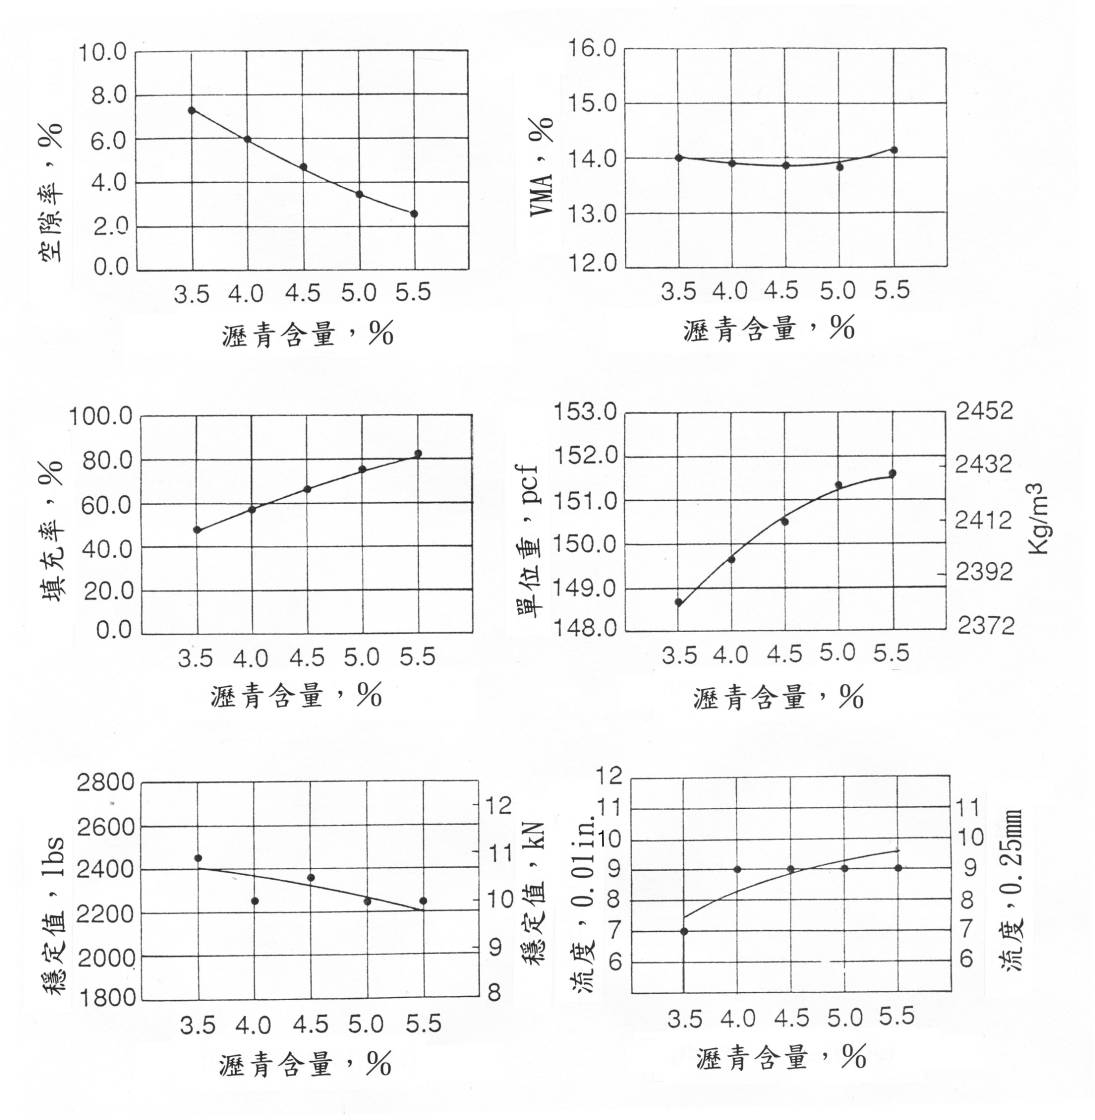 10.0
8.0
6.0
4.0
2.0
0.0
空隙率，%
3.5 4.0 4.5 5.0 5.5
瀝青含量，%
16.0
15.0
14.0
13.0
12.0
VMA，%
3.5 4.0 4.5 5.0 5.5
瀝青含量，%
100.0
80.0
60.0
40.0
20.0
0.0
填充率，%
3.5 4.0 4.5 5.0 5.5
瀝青含量，%
153.0
152.0
151.0
150.0
149.0
148.0
單位重，pcf
2452
2432
2412
2392
2372
Kg/m3
3.5 4.0 4.5 5.0 5.5
瀝青含量，%
2800
2600
2400
2200
2000
1800
穩定值，lbs
12
11
10
9
8
穩定值，kN
3.5 4.0 4.5 5.0 5.5
瀝青含量，%
12
11
10
9
8
7
6
流度，0.01in.
11
10
9
8
7
6
流度，0.25mm
3.5 4.0 4.5 5.0 5.5
瀝青含量，%